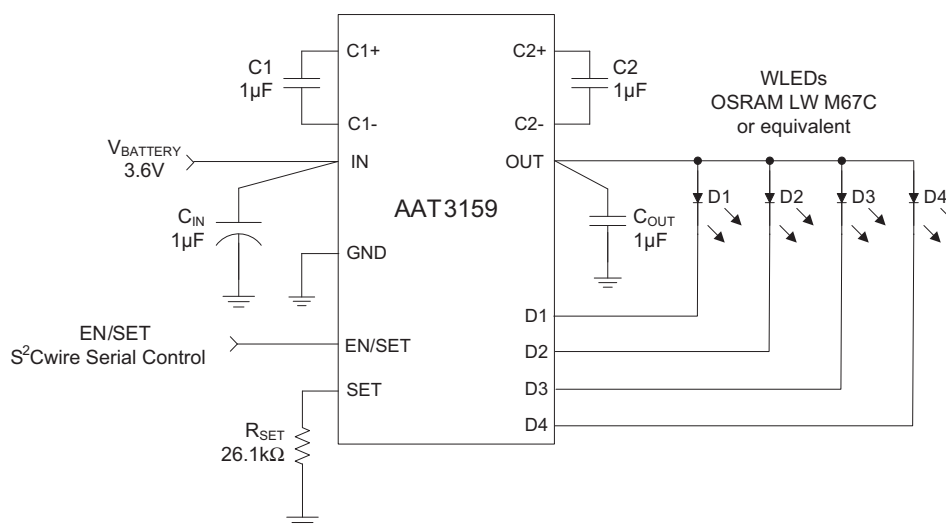 C1+
C1
1µF
C1-
C2+
C2
1µF
C2-
WLEDs
OSRAM LW M67C
or equivalent
VBATTERY
3.6V
IN
OUT
AAT3159
CIN
1µF
COUT
1µF
D1
D2
D3
D4
GND
D1
EN/SET
S²Cwire Serial Control
EN/SET
D2
SET
D3
D4
RSET
26.1kΩ